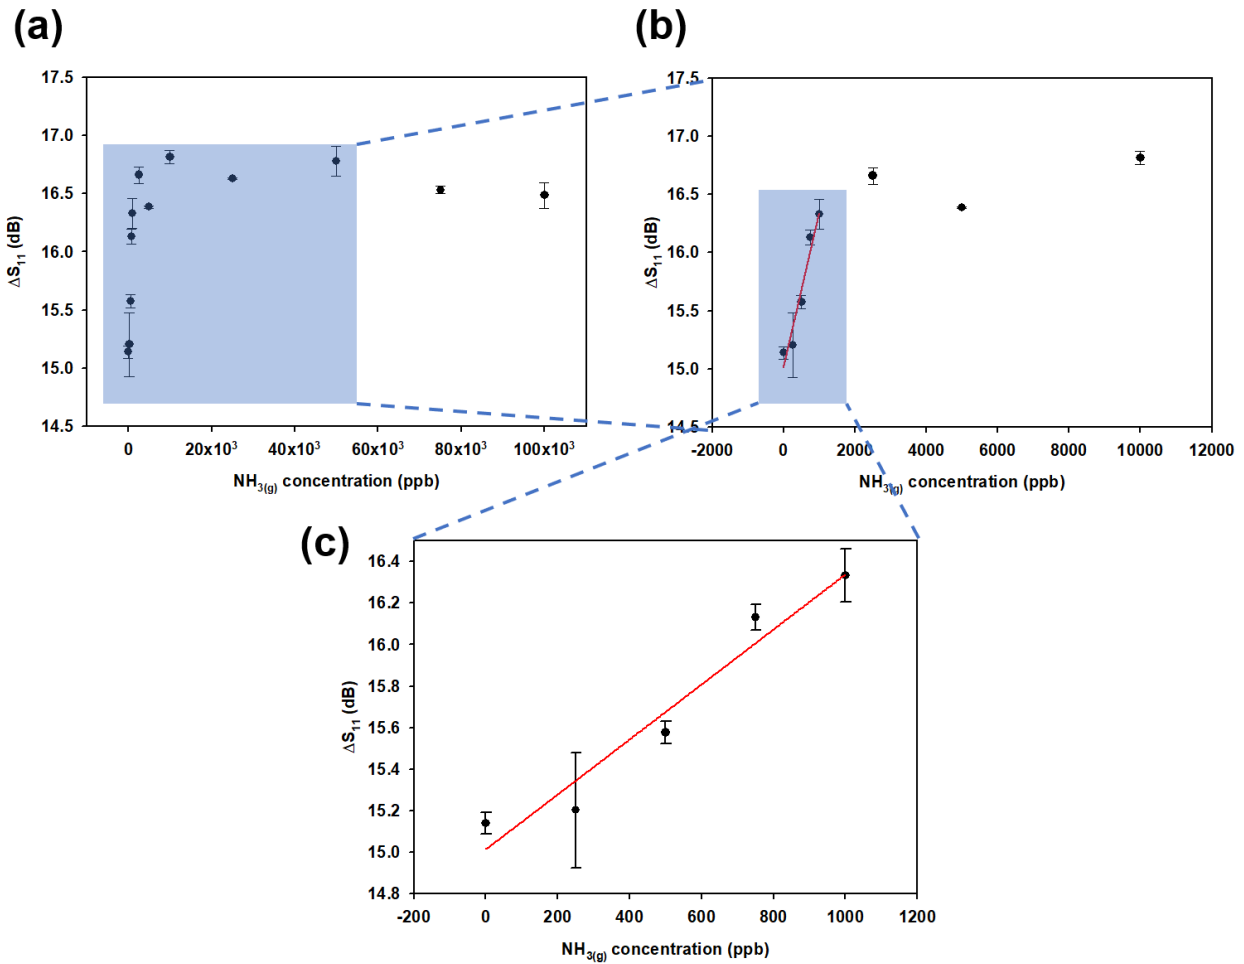 (a)
(b)
17.5
17.0
16.5
16.0
15.5
15.0
14.5
ΔS₁₁ (dB)
0
20x10³
40x10³
60x10³
80x10³
100x10³
NH₃₍g₎ concentration (ppb)
17.5
17.0
16.5
16.0
15.5
15.0
14.5
ΔS₁₁ (dB)
-2000
0
2000
4000
6000
8000
10000
12000
NH₃₍g₎ concentration (ppb)
(c)
16.4
16.2
16.0
15.8
15.6
15.4
15.2
15.0
14.8
ΔS₁₁ (dB)
-200
0
200
400
600
800
1000
1200
NH₃₍g₎ concentration (ppb)